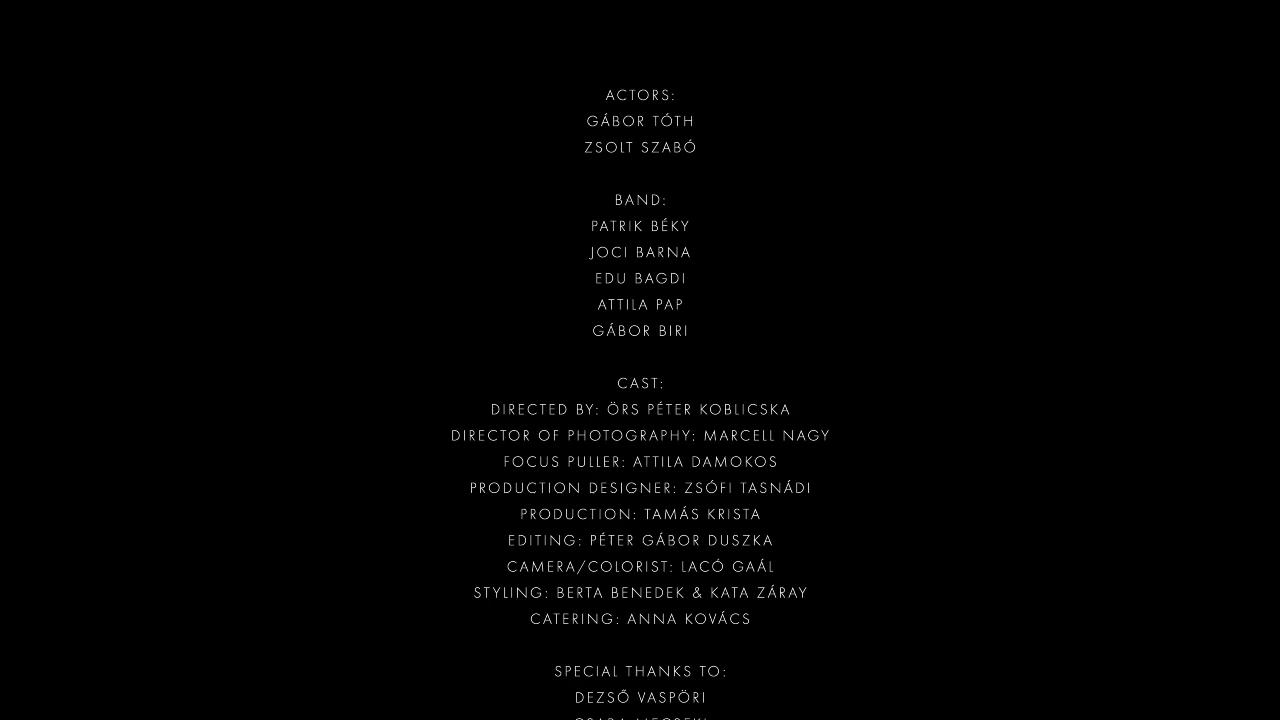 ACTORS:
GÁBOR TÓTH
ZSOLT SZABÓ
BAND:
PATRIK BÉKY
JOCI BARNA
EDU BAGDI
ATTILA PAP
GÁBOR BIRI
CAST:
DIRECTED BY: ÖRS PÉTER KOBLICSKA
DIRECTOR OF PHOTOGRAPHY: MARCELL NAGY
FOCUS PULLER: ATTILA DAMOKOS
PRODUCTION DESIGNER: ZSÓFI TASNÁDI
PRODUCTION: TAMÁS KRISTA
EDITING: PÉTER GÁBOR DUSZKA
CAMERA/COLORIST: LACÓ GAÁL
STYLING: BERTA BENEDEK & KATA ZÁRAY
CATERING: ANNA KOVÁCS
SPECIAL THANKS TO:
DEZSŐ VASPÖRI